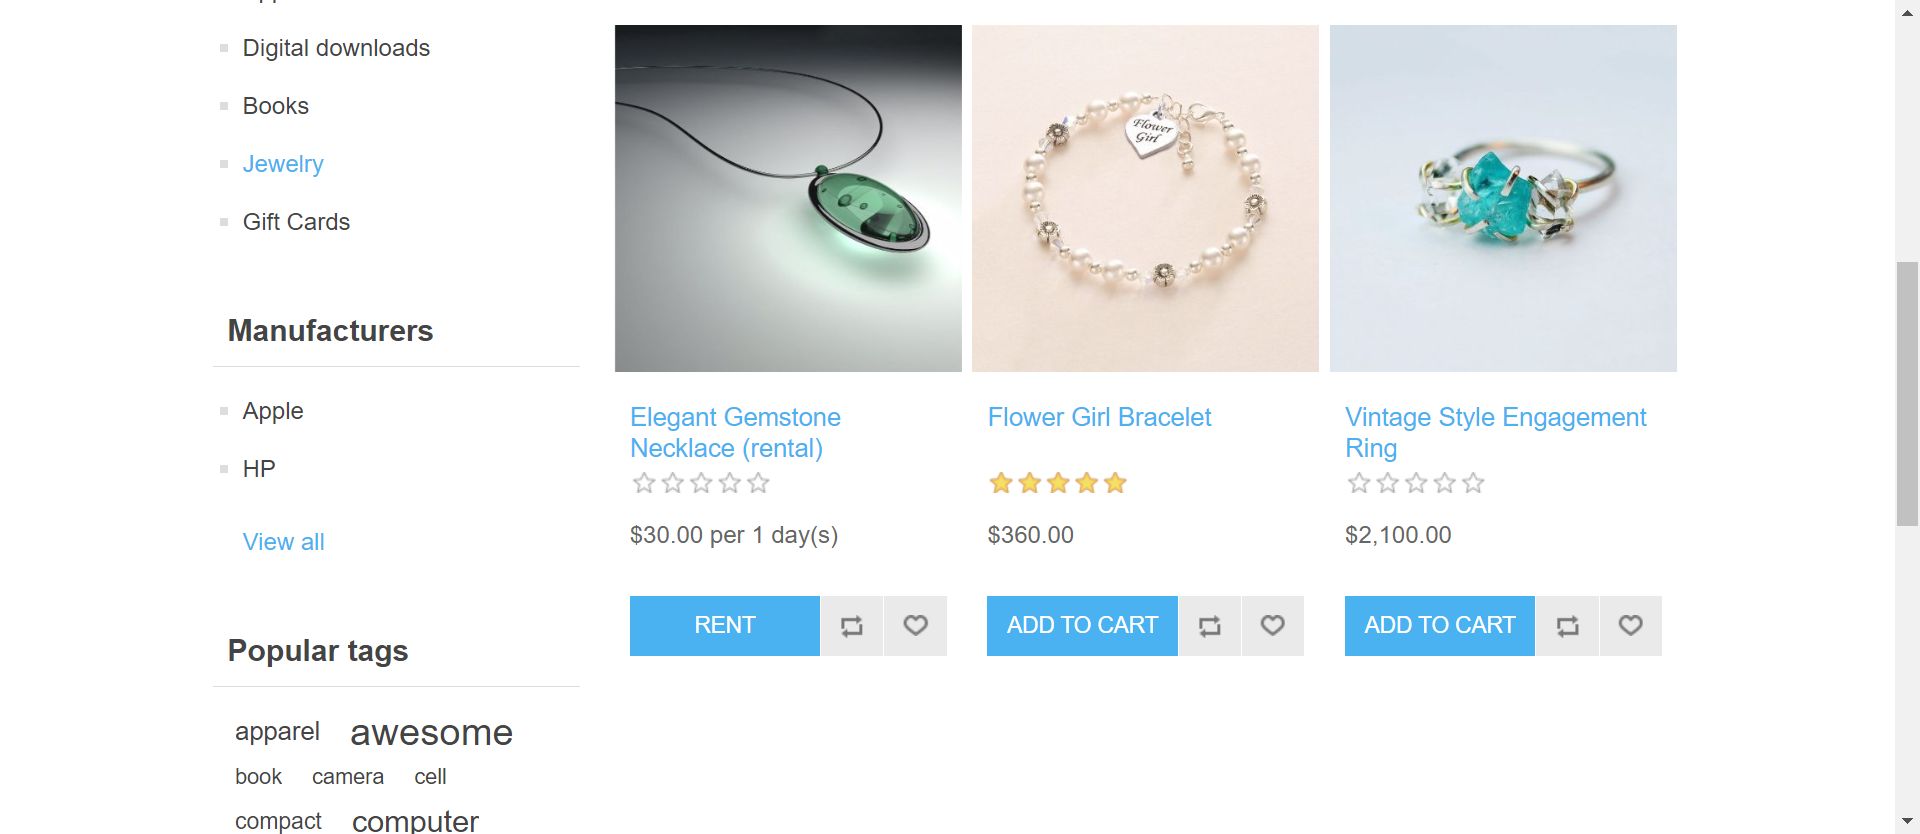 Digital downloads
Books
Jewelry
Gift Cards
Manufacturers
Apple
HP
View all
Popular tags
apparel awesome
book camera cell
compact computer
Flower
Girl
Elegant Gemstone
Necklace (rental)
$30.00 per 1 day(s)
RENT
Flower Girl Bracelet
$360.00
ADD TO CART
Vintage Style Engagement
Ring
$2,100.00
ADD TO CART